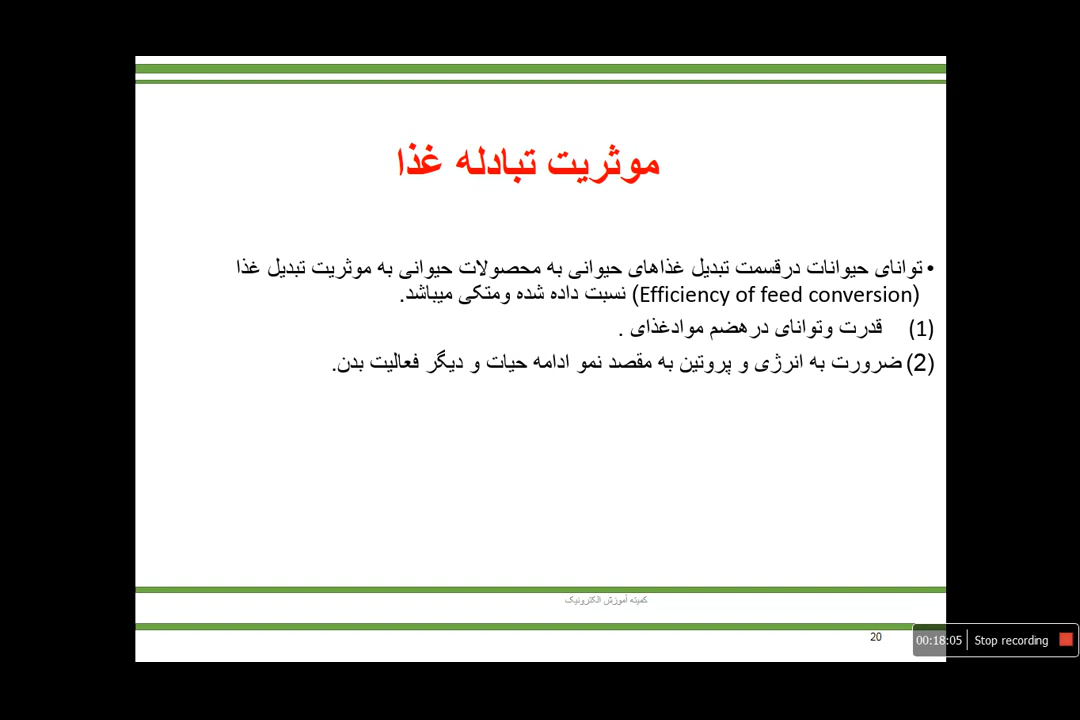 موثریت تبادله غذا
• توانای حیوانات درقسمت تبدیل غذاهای حیوانی به محصولات حیوانی به موثریت تبدیل غذا
(Efficiency of feed conversion) نسبت داده شده ومتکی میباشد.
(1) قدرت وتوانای درهضم موادغذای .
(2) ضرورت به انرژی و پروتین به مقصد نمو ادامه حیات و دیگر فعالیت بدن.
کمیته آموزش الکترونیک
20
00:18:05 Stop recording